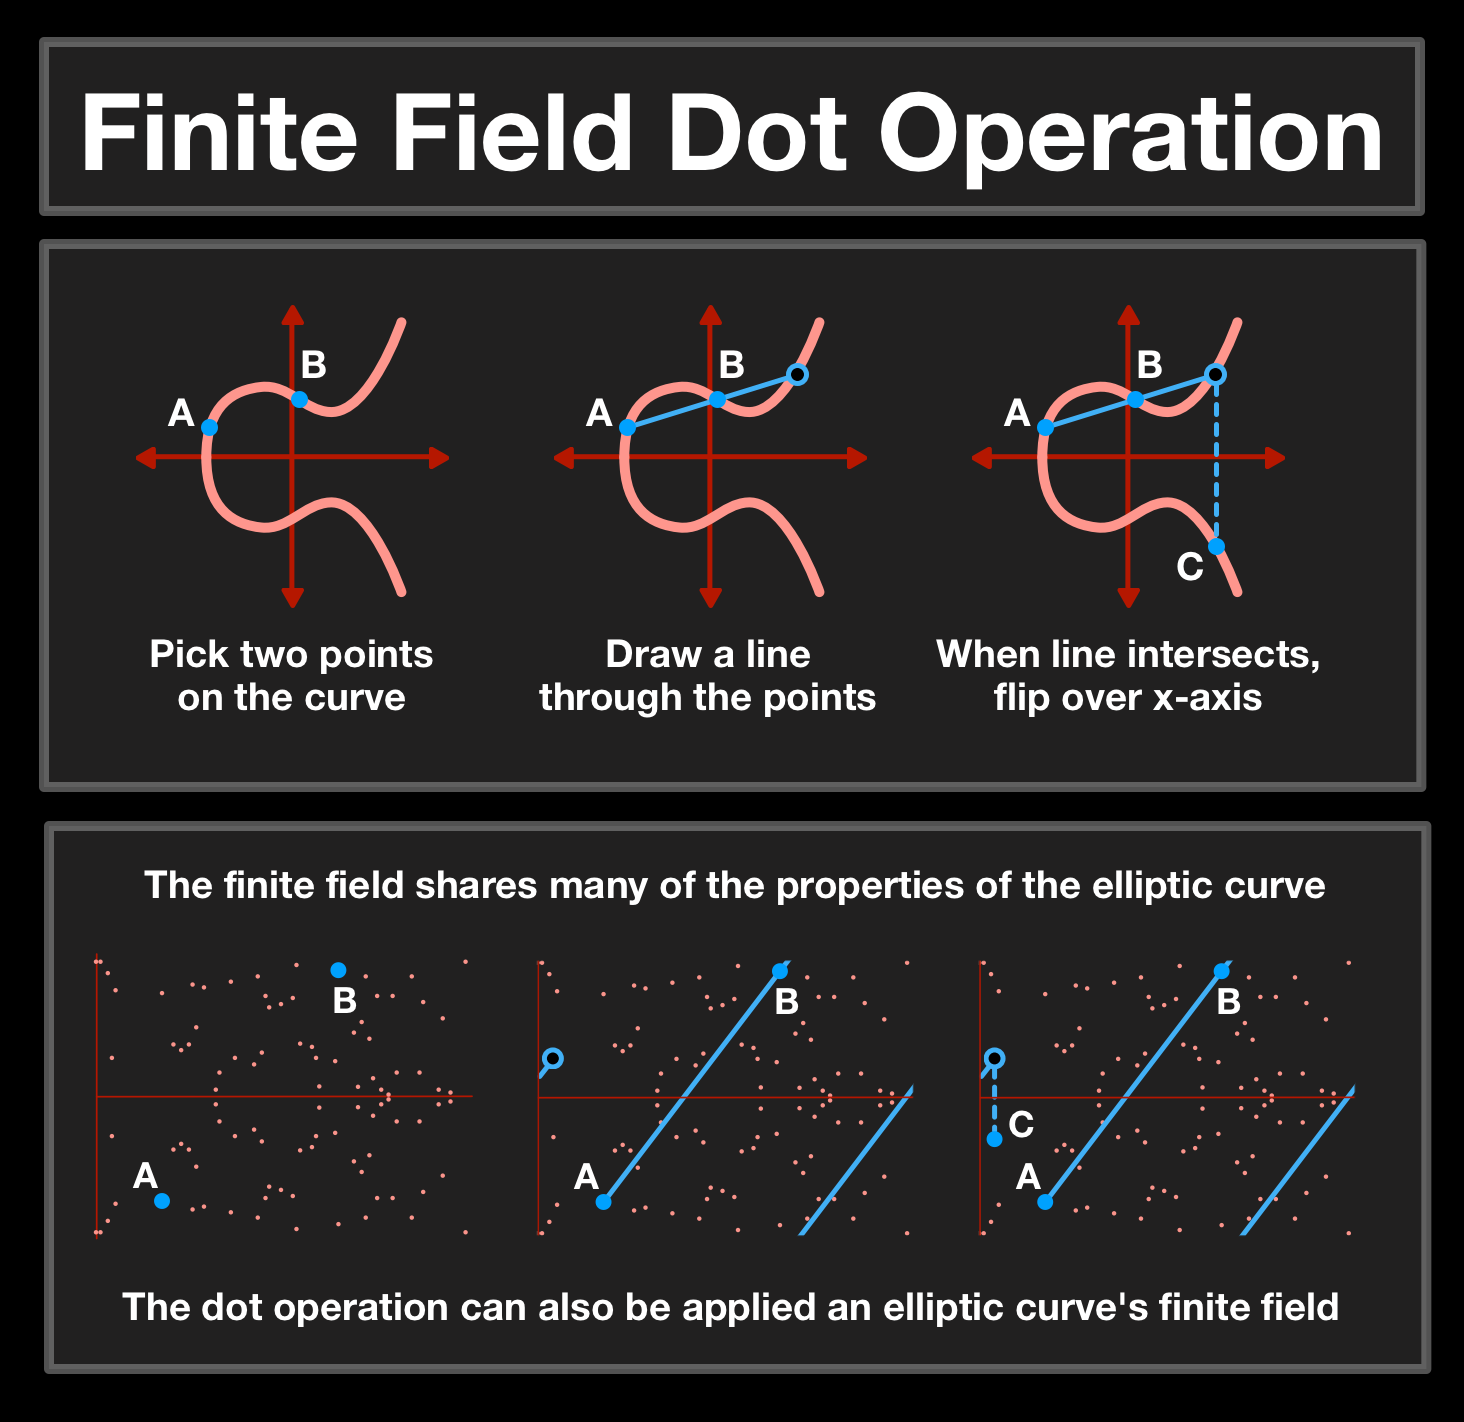 Finite Field Dot Operation
B
A
B
A
B
A
C
Pick two points
on the curve
Draw a line
through the points
When line intersects,
flip over x-axis
The finite field shares many of the properties of the elliptic curve
B
A
B
A
B
C
A
The dot operation can also be applied an elliptic curve's finite field